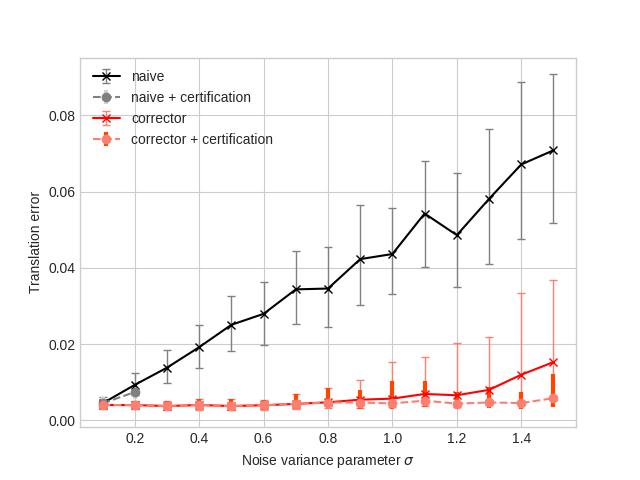 naive
naive + certification
corrector
corrector + certification
Translation error
0.08
0.06
0.04
0.02
0.00
0.2 0.4 0.6 0.8 1.0 1.2 1.4
Noise variance parameter σ